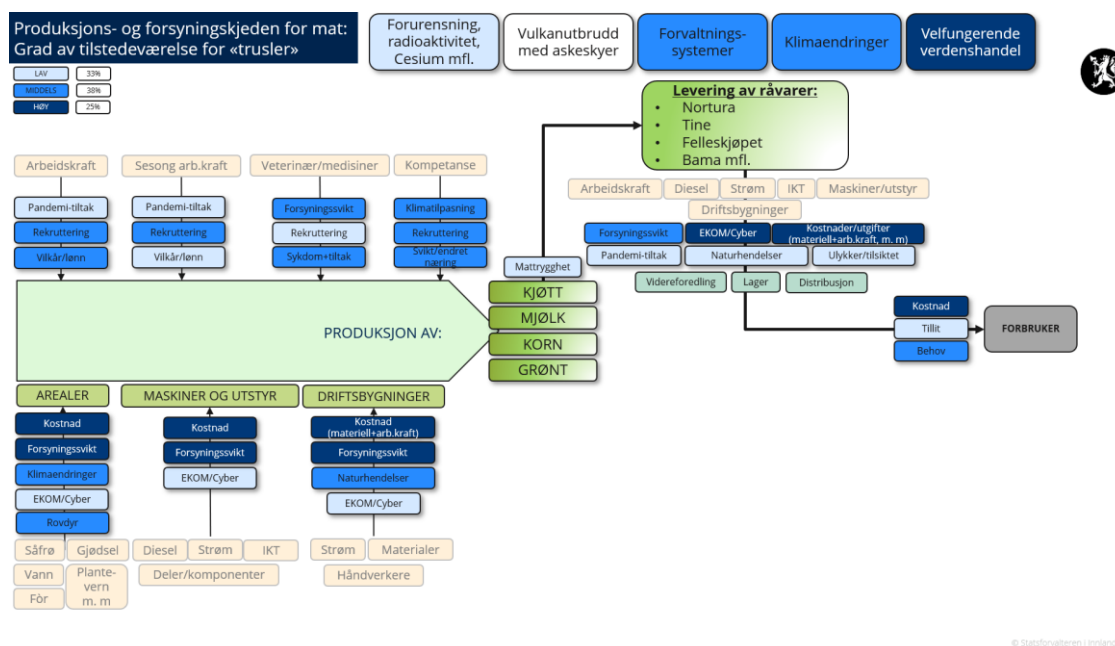 Produksjons- og forsyningskjeden for mat:
Grad av tilstedeværelse for «trusler»
LAV 33%
MIDDELS 38%
HØY 25%
Forurensning,
radioaktivitet,
Cesium mfl.
Vulkanutbrudd
med askeskyer
Forvaltnings-
systemer
Klimaendringer
Velfungerende
verdenshandel
Levering av råvarer:
• Nortura
• Tine
• Felleskjøpet
• Bama mfl.
Arbeidskraft
Sesong arb.kraft
Veterinær/medisiner
Kompetanse
Pandemi-tiltak
Rekruttering
Vilkår/lønn
Pandemi-tiltak
Rekruttering
Vilkår/lønn
Forsyningssvikt
Rekruttering
Sykdom+tiltak
Klimatilpasning
Rekruttering
Svikt/endret
næring
Arbeidskraft
Diesel
Strøm
IKT
Maskiner/utstyr
Driftsbygninger
Forsyningssvikt
EKOM/Cyber
Kostnader/utgifter
(materiell+arb.kraft, m. m)
Pandemi-tiltak
Naturhendelser
Ulykker/tilsiktet
Videreforedling
Lager
Distribusjon
Mattrygghet
PRODUKSJON AV:
KJØTT
MJØLK
KORN
GRØNT
Kostnad
Tillit
Behov
FORBRUKER
AREALER
MASKINER OG UTSTYR
DRIFTSBYGNINGER
Kostnad
Forsyningssvikt
Klimaendringer
EKOM/Cyber
Rovdyr
Kostnad
Forsyningssvikt
EKOM/Cyber
Kostnad
(materiell+arb.kraft)
Forsyningssvikt
Naturhendelser
EKOM/Cyber
Såfrø
Gjødsel
Vann
Plante-
vern
m. m
Fòr
Diesel
Strøm
IKT
Deler/komponenter
Strøm
Materialer
Håndverkere
© Statsforvalteren i Innland